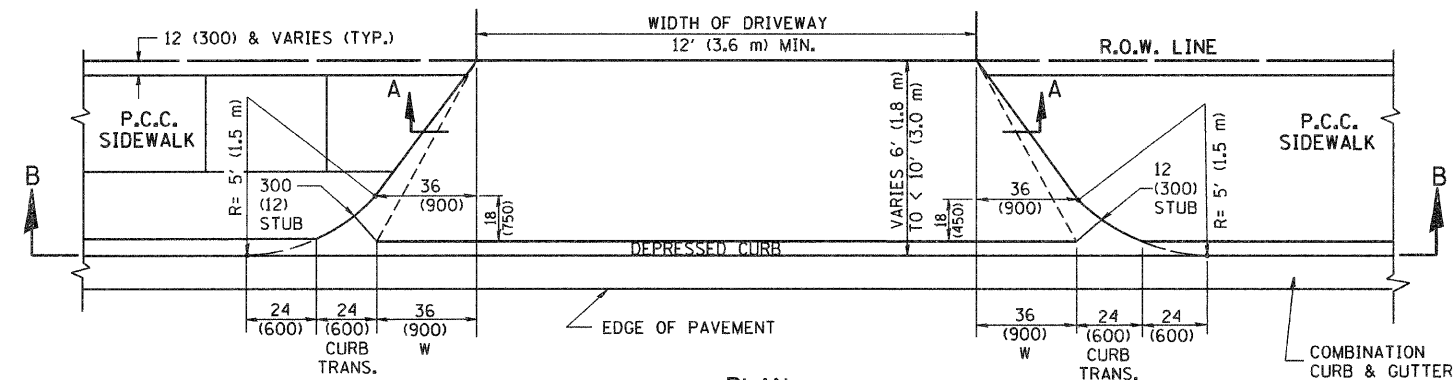 WIDTH OF DRIVEWAY
12' (3.6 m) MIN.
12 (300) & VARIES (TYP.)
R.O.W. LINE
A
A
P.C.C.
SIDEWALK
P.C.C.
SIDEWALK
R= 5' (1.5 m)
VARIES 6' (1.8 m)
TO < 10' (3.0 m)
R= 5' (1.5 m)
B
B
300
(12)
STUB
36
(900)
18
(750)
36
(900)
18
(450)
12
(300)
STUB
DEPRESSED CURB
24
(600)
24
(600)
CURB
TRANS.
36
(900)
W
EDGE OF PAVEMENT
36
(900)
W
24
(600)
CURB
TRANS.
24
(600)
COMBINATION
CURB & GUTTER